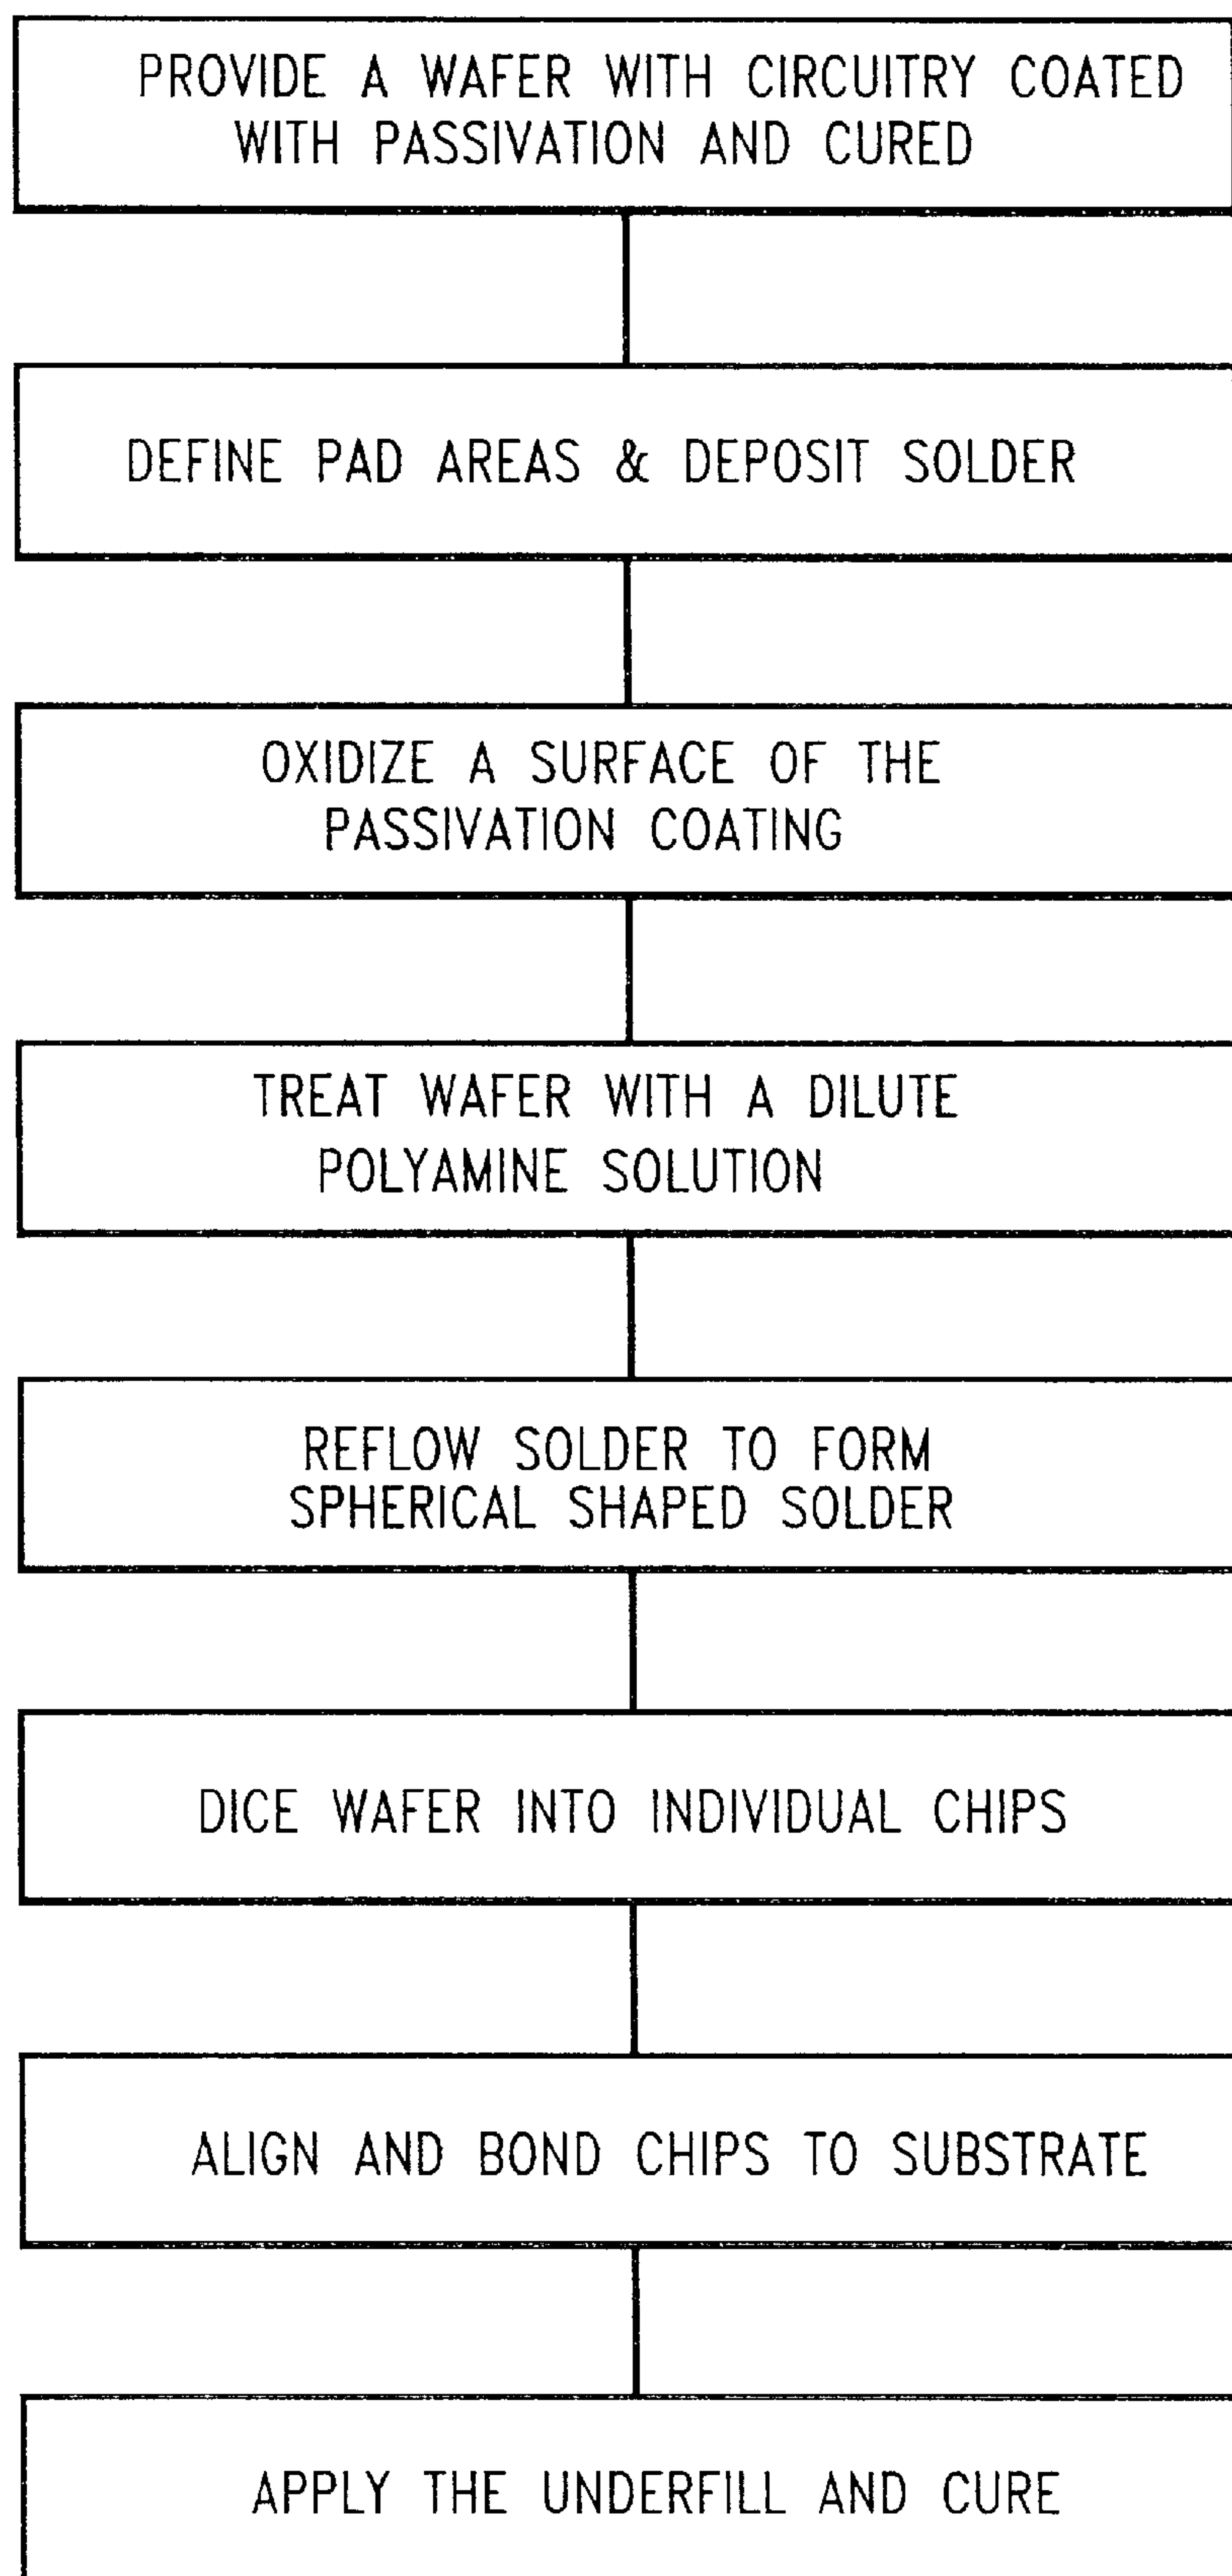 PROVIDE A WAFER WITH CIRCUITRY COATED
WITH PASSIVATION AND CURED
DEFINE PAD AREAS & DEPOSIT SOLDER
OXIDIZE A SURFACE OF THE
PASSIVATION COATING
TREAT WAFER WITH A DILUTE
POLYAMINE SOLUTION
REFLOW SOLDER TO FORM
SPHERICAL SHAPED SOLDER
DICE WAFER INTO INDIVIDUAL CHIPS
ALIGN AND BOND CHIPS TO SUBSTRATE
APPLY THE UNDERFILL AND CURE